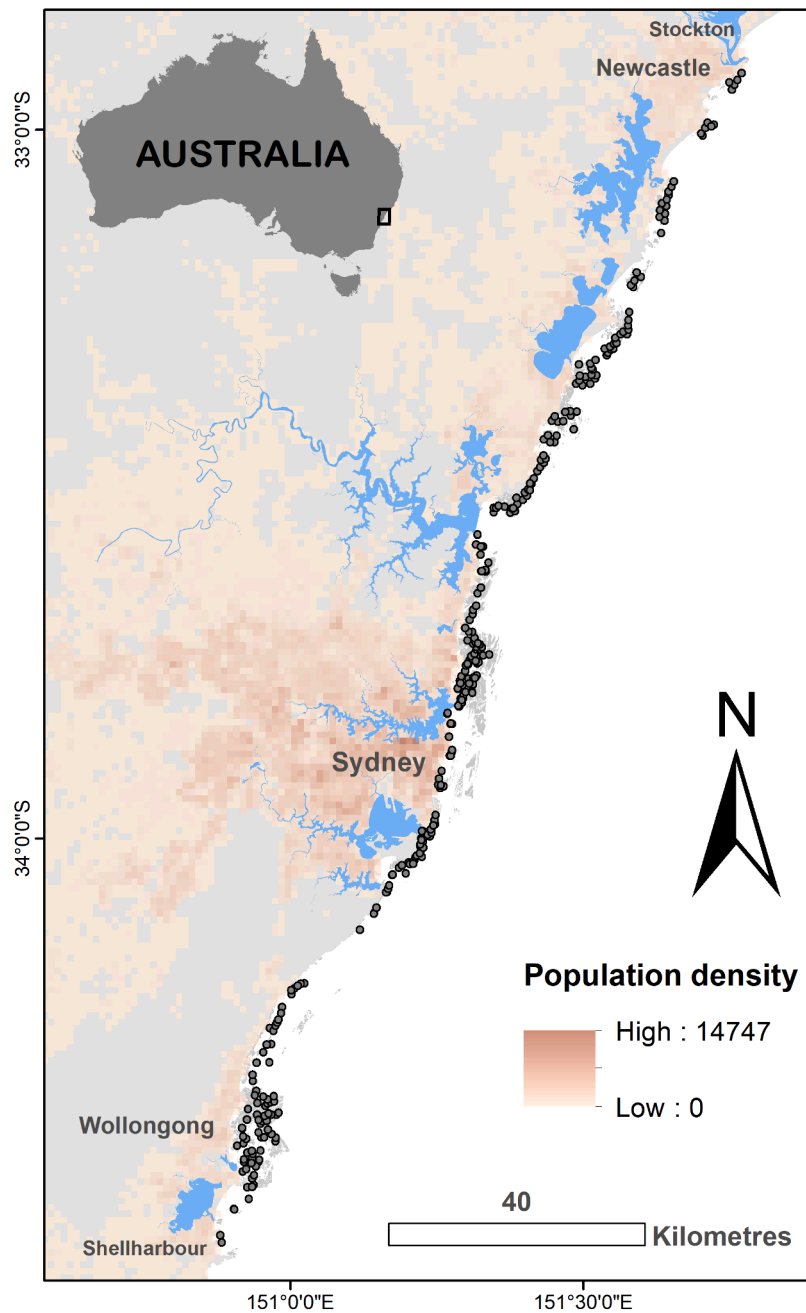 Stockton
Newcastle
33°0'0"S
AUSTRALIA
N
Sydney
34°0'0"S
Population density
High : 14747
Low : 0
Wollongong
40
Kilometres
Shellharbour
151°0'0"E
151°30'0"E